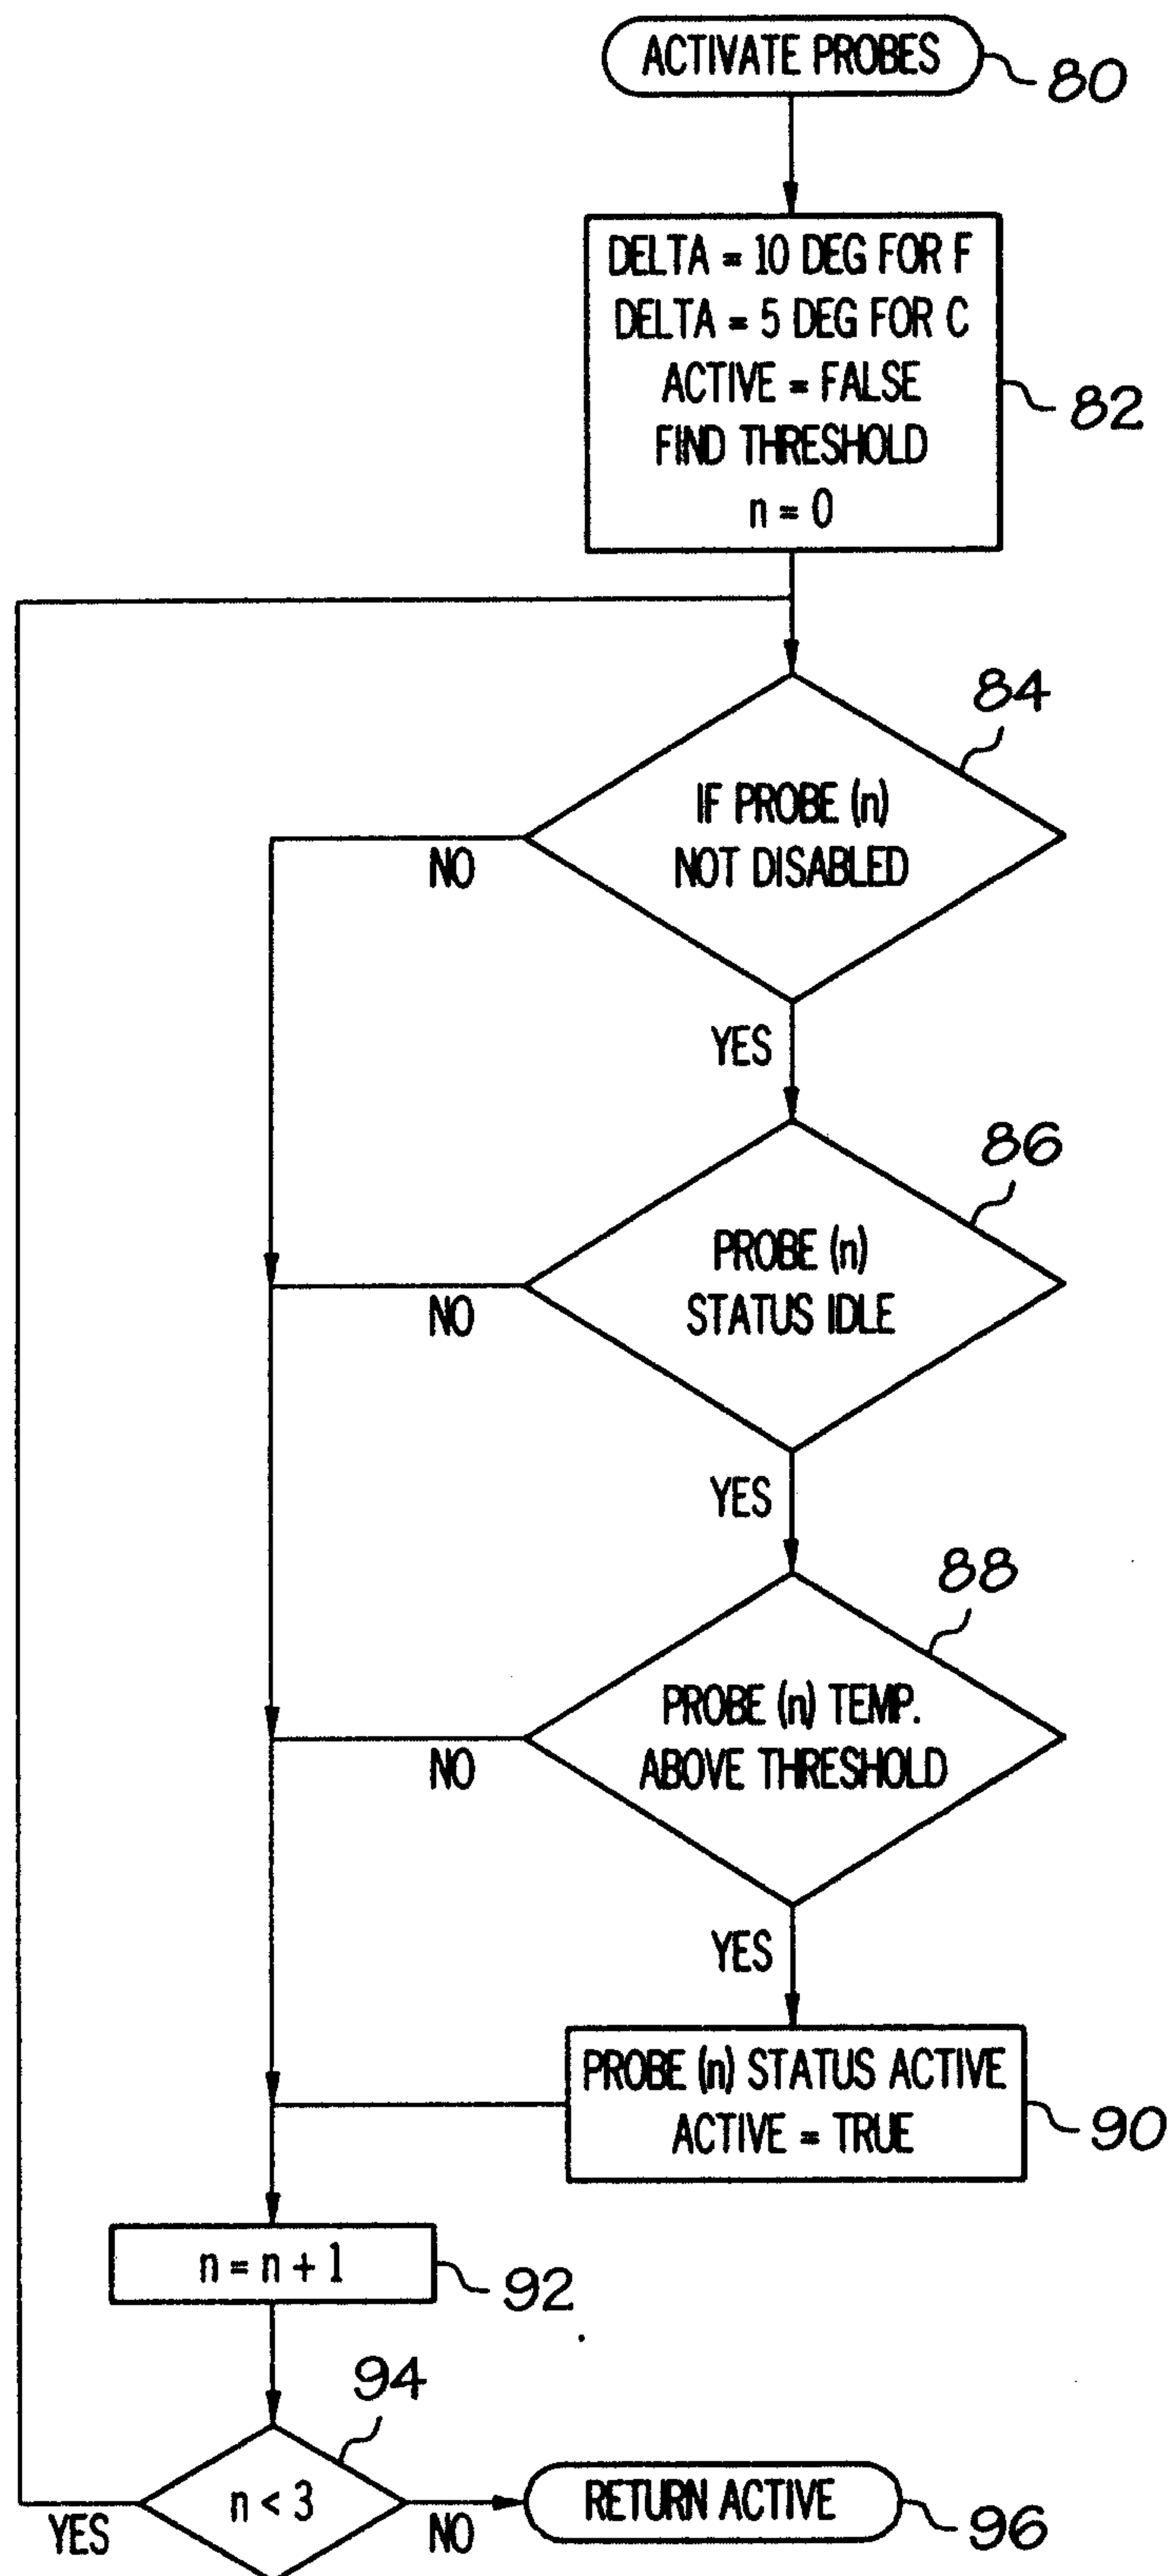 ACTIVATE PROBES
80
DELTA = 10 DEG FOR F
DELTA = 5 DEG FOR C
ACTIVE = FALSE
FIND THRESHOLD
n = 0
82
84
IF PROBE (n)
NOT DISABLED
NO
YES
86
PROBE (n)
STATUS IDLE
NO
YES
88
PROBE (n) TEMP.
ABOVE THRESHOLD
NO
YES
PROBE (n) STATUS ACTIVE
ACTIVE = TRUE
90
n = n + 1
92
94
n < 3
YES
NO
RETURN ACTIVE
96